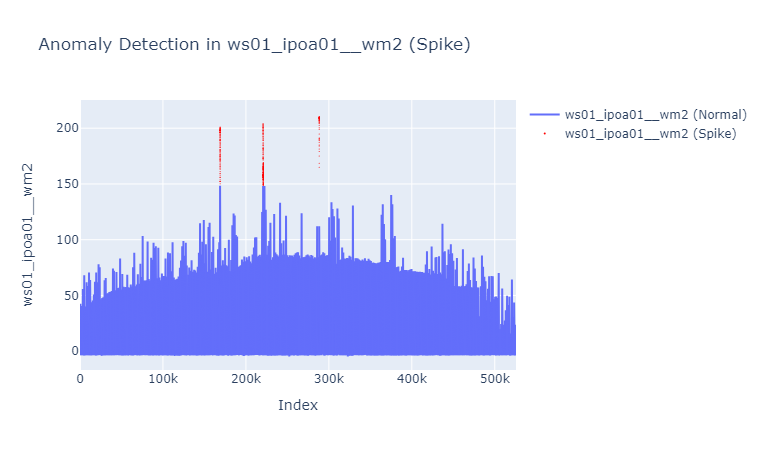 Anomaly Detection in ws01_ipoa01__wm2 (Spike)
ws01_ipoa01__wm2 (Normal)
ws01_ipoa01__wm2 (Spike)
ws01_ipoa01__wm2
200
150
100
50
0
0 100k 200k 300k 400k 500k
Index